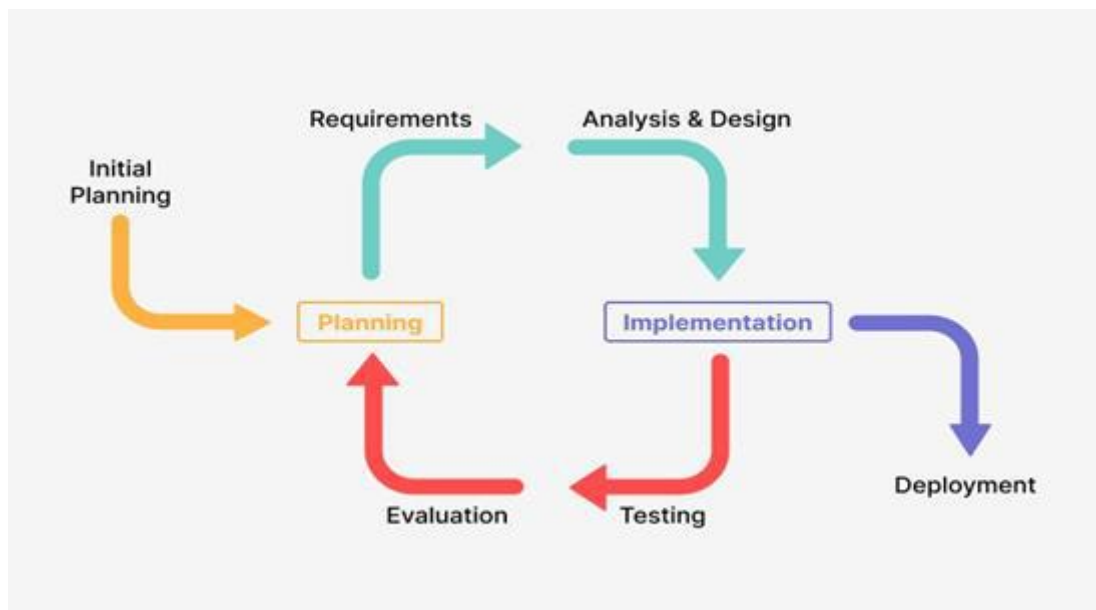 Requirements
Analysis & Design
Initial
Planning
Planning
Implementation
Deployment
Evaluation
Testing